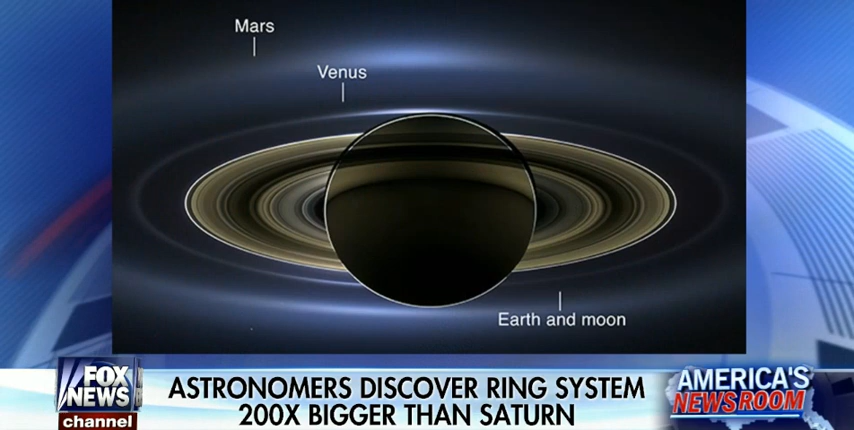 Mars
Venus
Earth and moon
FOX
NEWS
channel
ASTRONOMERS DISCOVER RING SYSTEM
200X BIGGER THAN SATURN
AMERICA'S
NEWSROOM